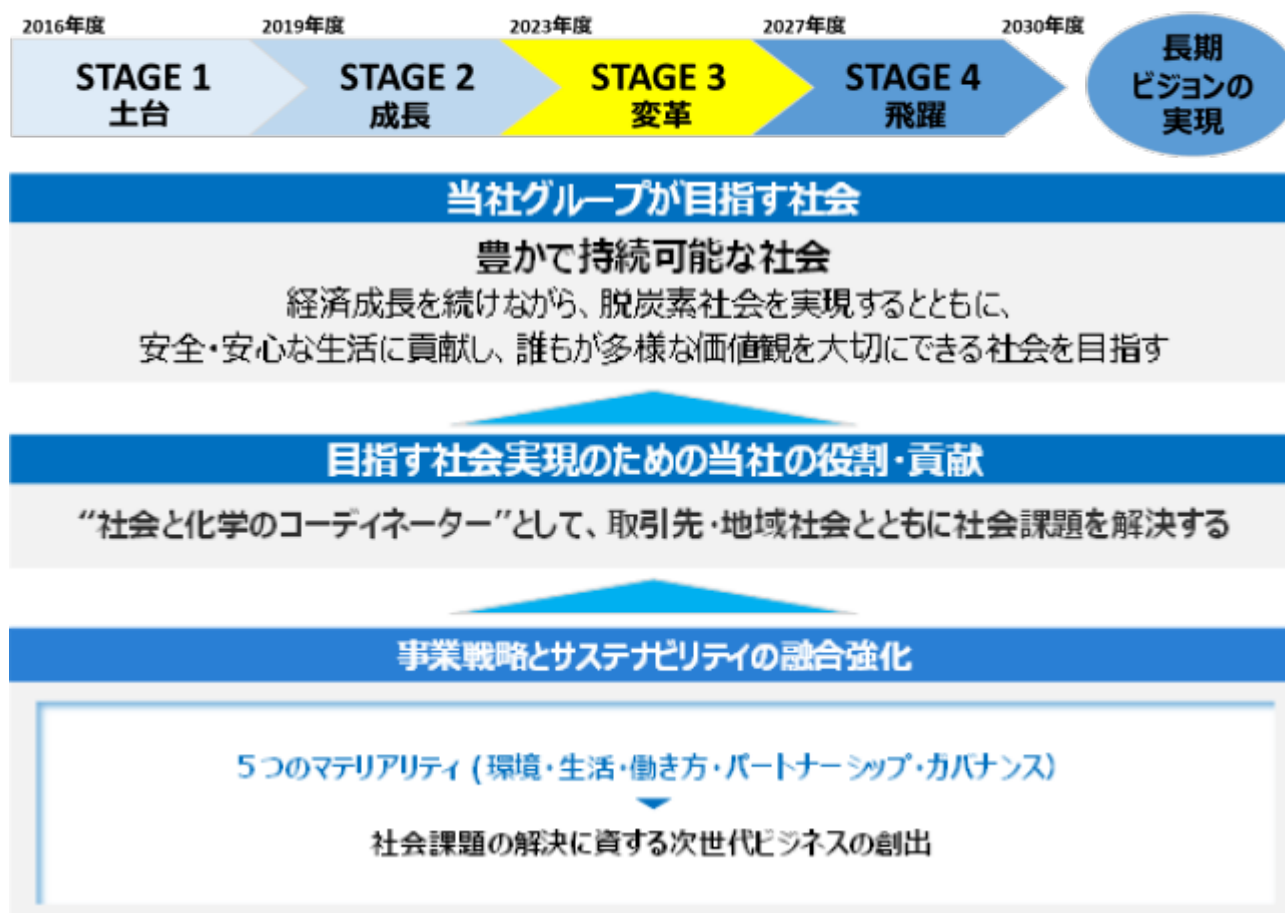 2016年度 2019年度 2023年度 2027年度 2030年度
STAGE 1
土台
STAGE 2
成長
STAGE 3
変革
STAGE 4
飛躍
長期
ビジョンの
実現
当社グループが目指す社会
豊かで持続可能な社会
経済成長を続けながら、脱炭素社会を実現するとともに、
安全・安心な生活に貢献し、誰もが多様な価値観を大切にできる社会を目指す
目指す社会実現のための当社の役割・貢献
“社会と化学のコーディネーター”として、取引先・地域社会とともに社会課題を解決する
事業戦略とサステナビリティの融合強化
5つのマテリアリティ (環境・生活・働き方・パートナーシップ・ガバナンス)
社会課題の解決に資する次世代ビジネスの創出